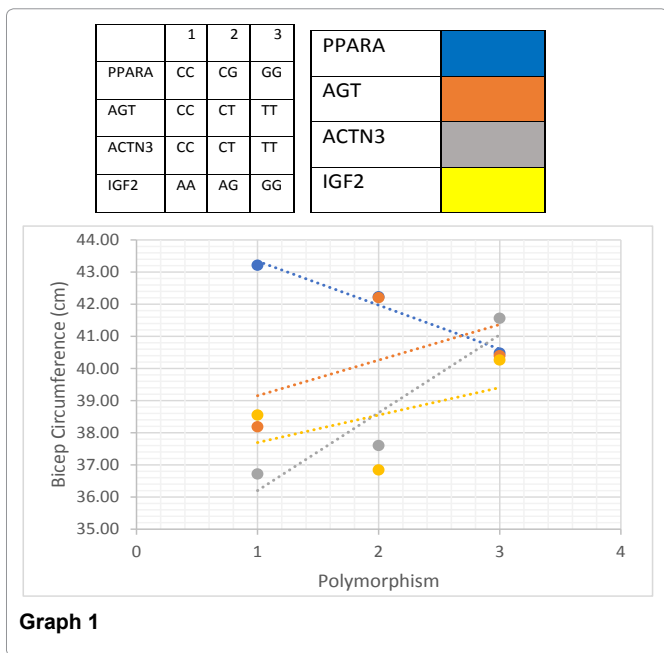 1 2 3
PPARA CC CG GG
AGT CC CT TT
ACTN3 CC CT TT
IGF2 AA AG GG
PPARA
AGT
ACTN3
IGF2
Bicep Circumference (cm)
44.00
43.00
42.00
41.00
40.00
39.00
38.00
37.00
36.00
35.00
0 1 2 3 4
Polymorphism
Graph 1